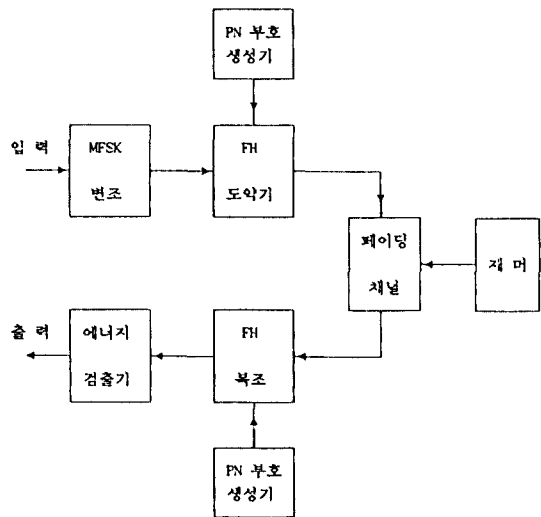 PN 부호
생성기
입 력
MFSK
변조
FH
도약기
페이딩
채널
재 머
출 력
에너지
검출기
FH
복조
PN 부호
생성기